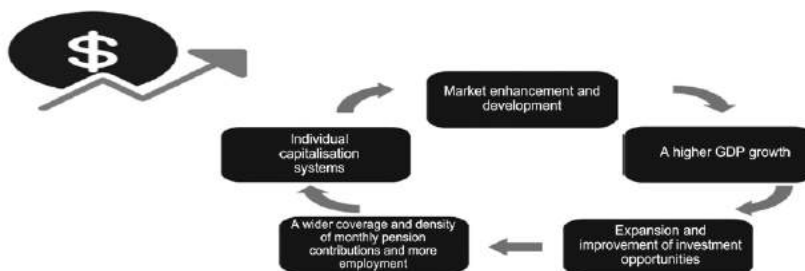 $
Market enhancement and
development
Individual
capitalisation
systems
A higher GDP growth
A wider coverage and density
of monthly pension
contributions and more
employment
Expansion and
improvement of investment
opportunities